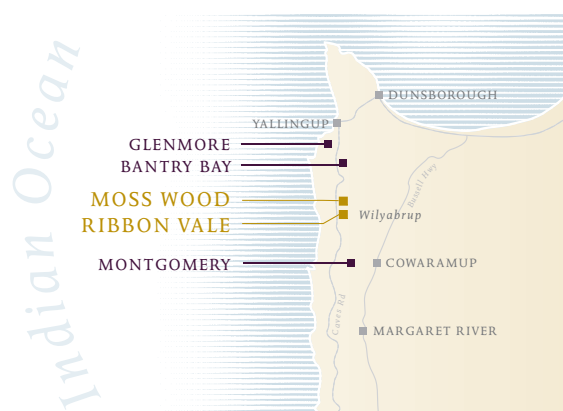 Indian Ocean
DUNSBOROUGH
YALLINGUP
GLENMORE
BANTRY BAY
Bussell Hwy
MOSS WOOD
Wilyabrup
RIBBON VALE
MONTGOMERY
COWARAMUP
Caves Rd
MARGARET RIVER